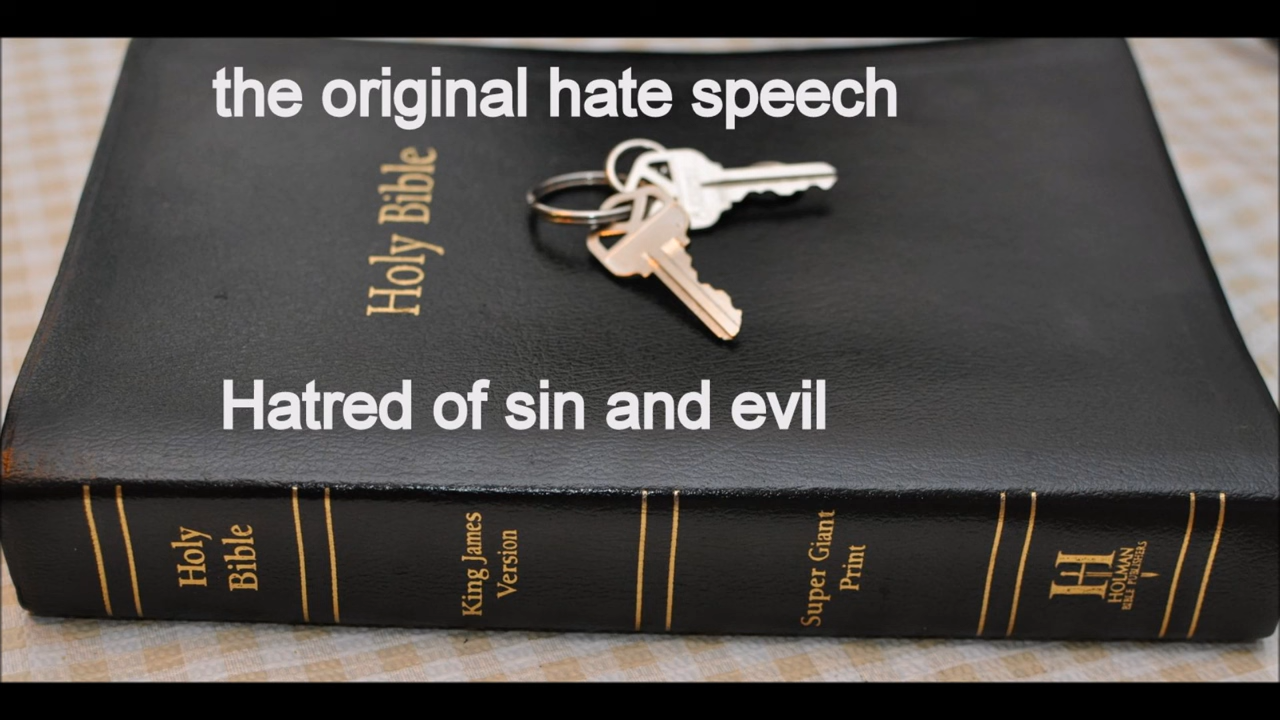 the original hate speech
Holy Bible
Hatred of sin and evil
Holy
Bible
King James
Version
Super Giant
Print
HOLMAN
BIBLE PUBLISHERS